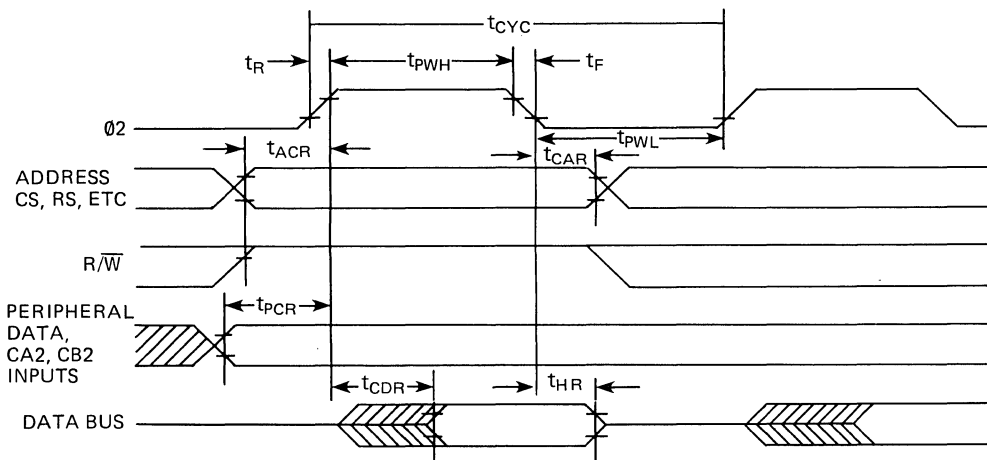 tCYC
tR
tPWH
tF
Ø2
tPWL
tACR
tCAR
ADDRESS
CS, RS, ETC
R/W̅
PERIPHERAL
DATA,
CA2, CB2
INPUTS
tPCR
tCDR
tHR
DATA BUS